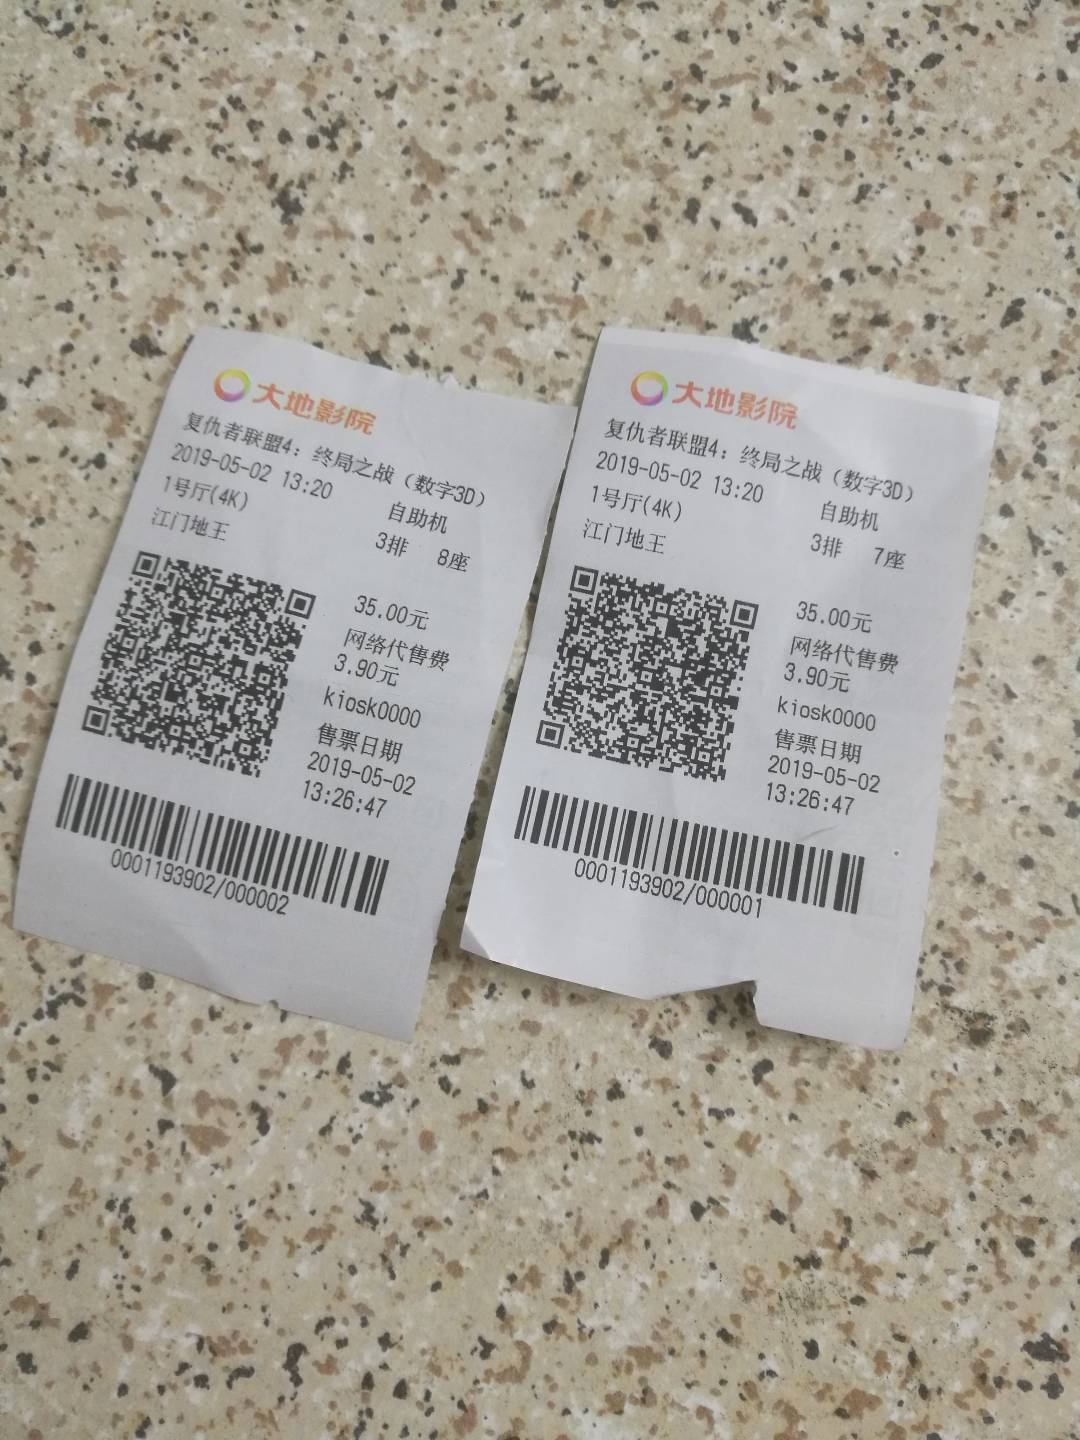 大地影院
复仇者联盟4：终局之战（数字3D）
2019-05-02 13:20
1号厅(4K) 自助机
江门地王 3排 8座
35.00元
网络代售费
3.90元
kiosk0000
售票日期
2019-05-02
13:26:47
0001193902/000002
大地影院
复仇者联盟4：终局之战（数字3D）
2019-05-02 13:20
1号厅(4K) 自助机
江门地王 3排 7座
35.00元
网络代售费
3.90元
kiosk0000
售票日期
2019-05-02
13:26:47
0001193902/000001